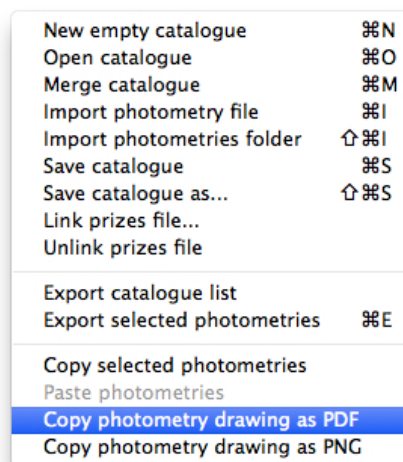 New empty catalogue ⌘N
Open catalogue ⌘O
Merge catalogue ⌘M
Import photometry file ⌘I
Import photometries folder ⇧⌘I
Save catalogue ⌘S
Save catalogue as... ⇧⌘S
Link prizes file...
Unlink prizes file
Export catalogue list
Export selected photometries ⌘E
Copy selected photometries
Paste photometries
Copy photometry drawing as PDF
Copy photometry drawing as PNG